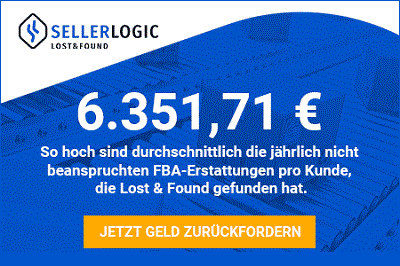 SELLERLOGIC
LOST&FOUND
6.351,71 €
So hoch sind durchschnittlich die jährlich nicht
beanspruchten FBA-Erstattungen pro Kunde,
die Lost & Found gefunden hat.
JETZT GELD ZURÜCKFORDERN